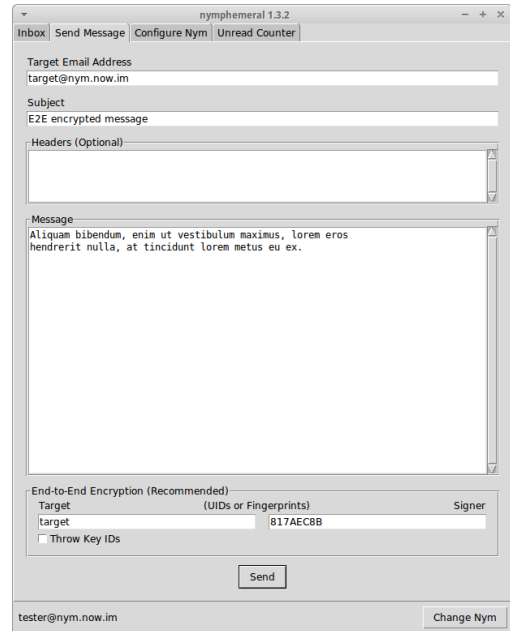 nymphemeral 1.3.2
Inbox Send Message Configure Nym Unread Counter
Target Email Address
target@nym.now.im
Subject
E2E encrypted message
Headers (Optional)
Message
Aliquam bibendum, enim ut vestibulum maximus, lorem eros
hendrerit nulla, at tincidunt lorem metus eu ex.
End-to-End Encryption (Recommended)
Target (UIDs or Fingerprints) Signer
target 817AEC8B
Throw Key IDs
Send
tester@nym.now.im Change Nym